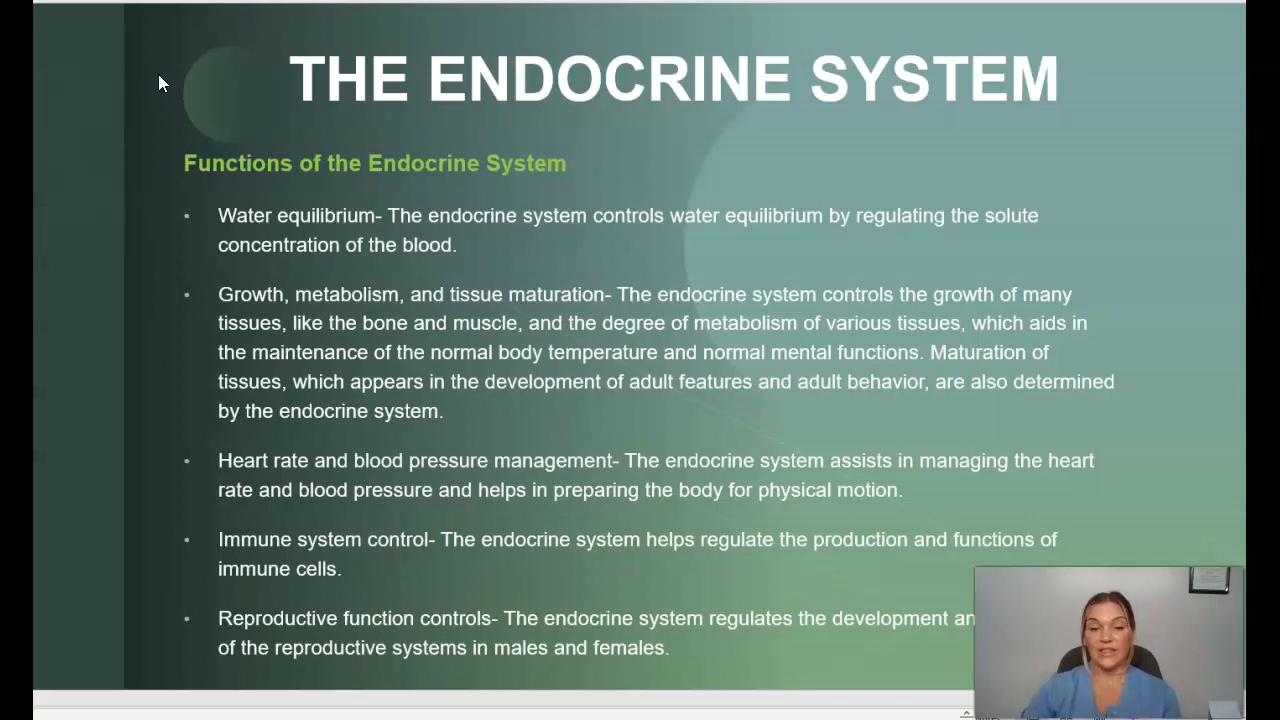 THE ENDOCRINE SYSTEM
Functions of the Endocrine System
• Water equilibrium- The endocrine system controls water equilibrium by regulating the solute
concentration of the blood.
• Growth, metabolism, and tissue maturation- The endocrine system controls the growth of many
tissues, like the bone and muscle, and the degree of metabolism of various tissues, which aids in
the maintenance of the normal body temperature and normal mental functions. Maturation of
tissues, which appears in the development of adult features and adult behavior, are also determined
by the endocrine system.
• Heart rate and blood pressure management- The endocrine system assists in managing the heart
rate and blood pressure and helps in preparing the body for physical motion.
• Immune system control- The endocrine system helps regulate the production and functions of
immune cells.
• Reproductive function controls- The endocrine system regulates the development
of the reproductive systems in males and females.